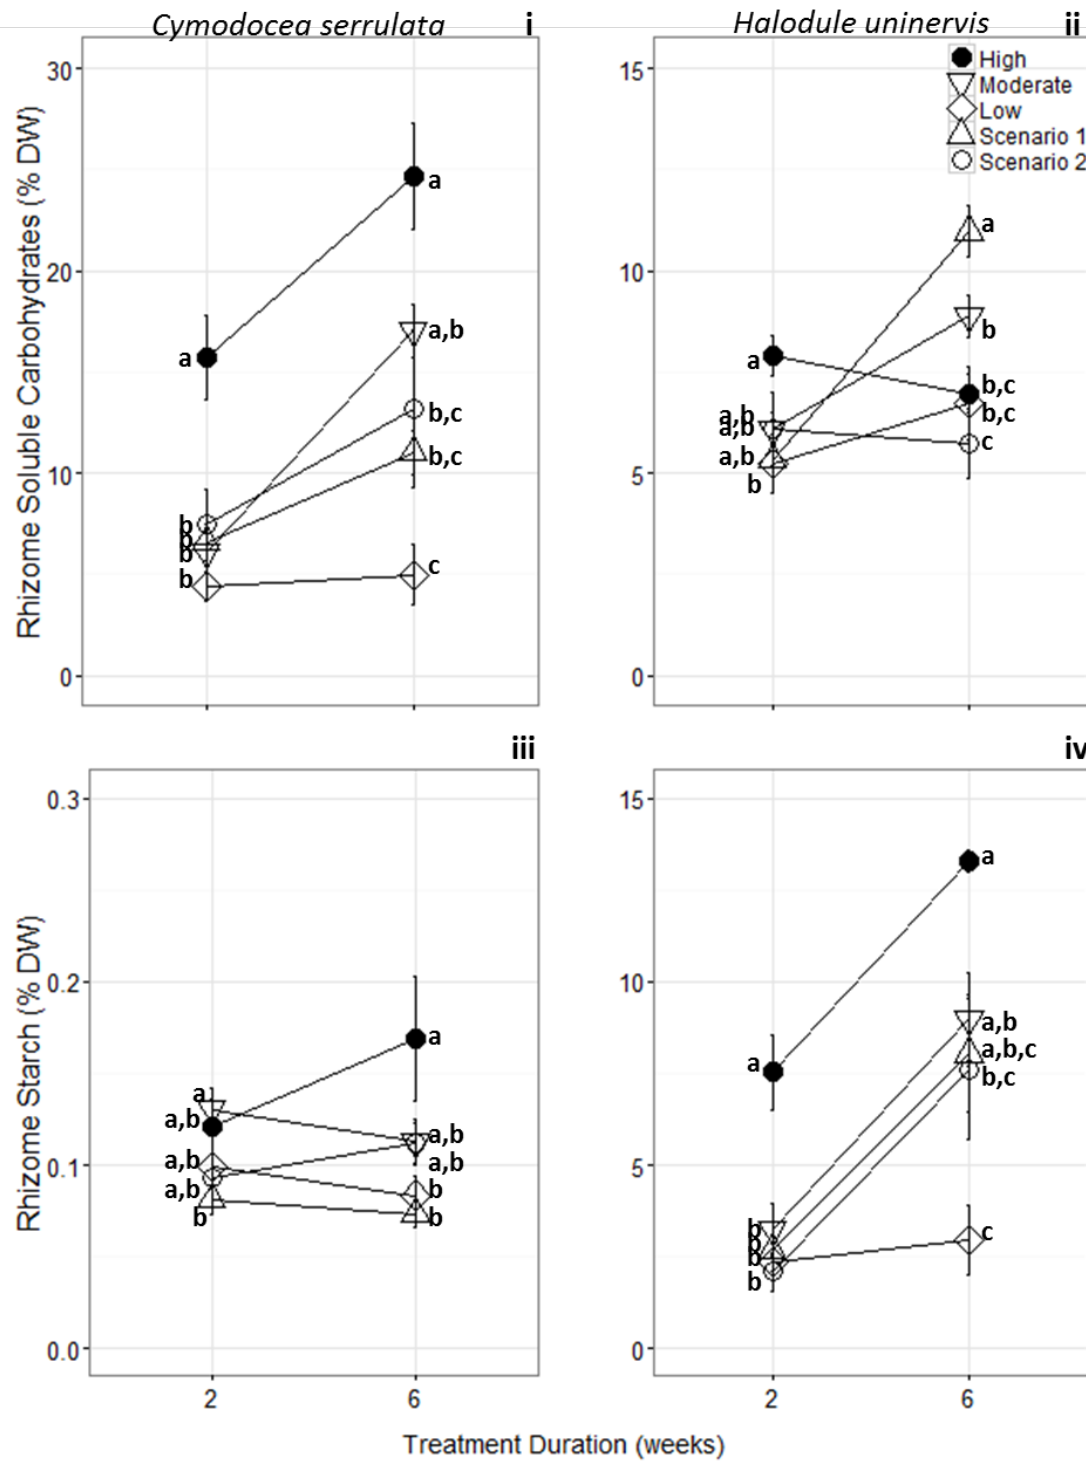 Cymodocea serrulata i
Halodule uninervis ii
Rhizome Soluble Carbohydrates (% DW)
30
20
10
0
a
a
a,b
b,c
b,c
b
b
b
b
c
15
10
5
0
High
Moderate
Low
Scenario 1
Scenario 2
a
a
b
b,c
b,c
c
a,b
a,b
a,b
b
iii
Rhizome Starch (% DW)
0.3
0.2
0.1
0.0
a
a
a,b
a,b
a,b
a,b
a,b
b
b
b
2
6
iv
15
10
5
0
a
a
a,b
a,b,c
b,c
b
b
b
b
c
2
6
Treatment Duration (weeks)